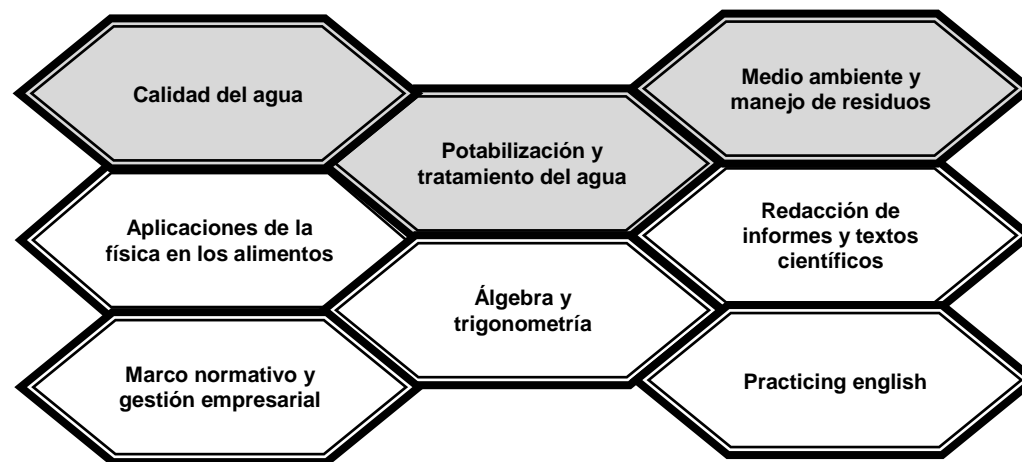 Calidad del agua
Medio ambiente y
manejo de residuos
Potabilización y
tratamiento del agua
Aplicaciones de la
física en los alimentos
Redacción de
informes y textos
científicos
Álgebra y
trigonometría
Marco normativo y
gestión empresarial
Practicing english